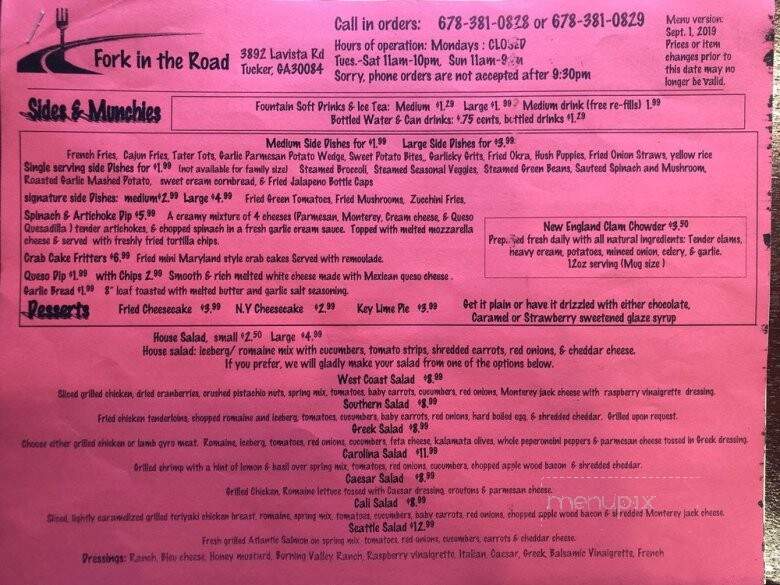 Fork in the Road
3892 Lavista Rd
Tucker, GA30084
Call in orders: 678-381-0828 or 678-381-0829
Hours of operation: Mondays : CLOSED
Tues.-Sat 11am-10pm, Sun 11am-9pm
Sorry, phone orders are not accepted after 9:30pm
Menu version:
Sept. 1, 2019
Prices or item
changes prior to
this date may no
longer be valid.
Sides & Munchies
Fountain Soft Drinks & Ice Tea: Medium $1.29 Large $1.99 Medium drink (free re-fills) 1.99
Bottled Water & Can drinks: $.75 cents, bottled drinks $1.29
Medium Side Dishes for $1.99 Large Side Dishes for $3.99:
French Fries, Cajun Fries, Tater Tots, Garlic Parmesan Potato Wedge, Sweet Potato Bites, Garlicky Grits, Fried Okra, Hush Puppies, Fried Onion Straws, yellow rice
Single serving side Dishes for $1.99 (not available for family size) Steamed Broccoli, Steamed Seasonal Veggies, Steamed Green Beans, Sauteed Spinach and Mushroom,
Roasted Garlic Mashed Potato, sweet cream cornbread, & Fried Jalapeno Bottle Caps
signature side Dishes: medium$2.99 Large $4.99 Fried Green Tomatoes, Fried Mushrooms, Zucchini Fries,
Spinach & Artichoke Dip $5.99 A creamy mixture of 4 cheeses (Parmesan, Monterey, Cream cheese, & Queso
Quesadilla ) tender artichokes, & chopped spinach in a fresh garlic cream sauce. Topped with melted mozzarella
cheese & served with freshly fried tortilla chips.
New England Clam Chowder $3.50
Prepared fresh daily with all natural ingredients: Tender clams,
heavy cream, potatoes, minced onion, celery, & garlic.
12oz serving (Mug size )
Crab Cake Fritters $6.99 Fried mini Maryland style crab cakes Served with remoulade.
Queso Dip $1.99 with Chips 2.99 Smooth & rich melted white cheese made with Mexican queso cheese .
Garlic Bread $1.99 8" loaf toasted with melted butter and garlic salt seasoning.
Desserts Fried Cheesecake $3.99 N.Y Cheesecake $2.99 Key Lime Pie $3.99
Get it plain or have it drizzled with either chocolate,
Caramel or Strawberry sweetened glaze syrup
House Salad, small $2.50 Large $4.99
House salad: iceberg/ romaine mix with cucumbers, tomato strips, shredded carrots, red onions, & cheddar cheese.
If you prefer, we will gladly make your salad from one of the options below.
West Coast Salad $8.99
Sliced grilled chicken, dried cranberries, crushed pistachio nuts, spring mix, tomatoes, baby carrots, cucumbers, red onions, Monterey jack cheese with raspberry vinaigrette dressing.
Southern Salad $8.99
Fried chicken tenderloins, chopped romaine and iceberg, tomatoes, cucumbers, baby carrots, red onions, hard boiled egg, & shredded cheddar. Grilled upon request.
Greek Salad $8.99
Choose either grilled chicken or lamb gyro meat. Romaine, iceberg, tomatoes, red onions, cucumbers, feta cheese, kalamata olives, whole peperoncini peppers & parmesan cheese tossed in Greek dressing.
Carolina Salad $11.99
Grilled shrimp with a hint of lemon & basil over spring mix, tomatoes, red onions, cucumbers, chopped apple wood bacon & shredded cheddar.
Caesar Salad $8.99
Grilled Chicken, Romaine lettuce tossed with Caesar dressing, croutons & parmesan cheese.
Cali Salad $8.99
Sliced, lightly caramelized grilled teriyaki chicken breast, romaine, spring mix, tomatoes, cucumbers, baby carrots, red onions, chopped apple wood bacon & shredded Monterey jack cheese.
Seattle Salad $12.99
Fresh grilled Atlantic Salmon on spring mix, tomatoes, red onions, cucumbers, carrots & cheddar cheese.
Dressings: Ranch, Bleu cheese, Honey mustard, Burning Valley Ranch, Raspberry vinaigrette, Italian, Caesar, Greek, Balsamic Vinaigrette, French
menupix